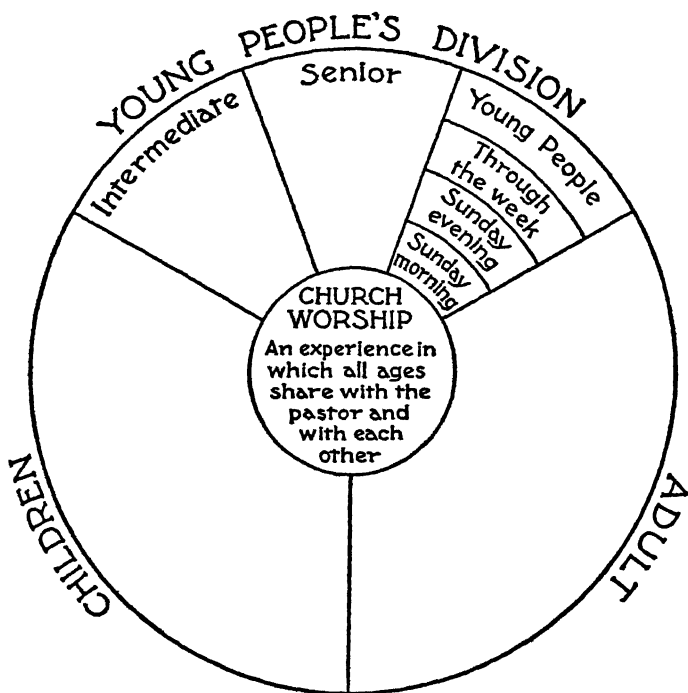 YOUNG PEOPLE'S DIVISION
Intermediate
Senior
Young People
Through
the week
Sunday
evening
Sunday
morning
CHURCH
WORSHIP
An experience in
which all ages
share with the
pastor and
with each
other
CHILDREN
ADULT